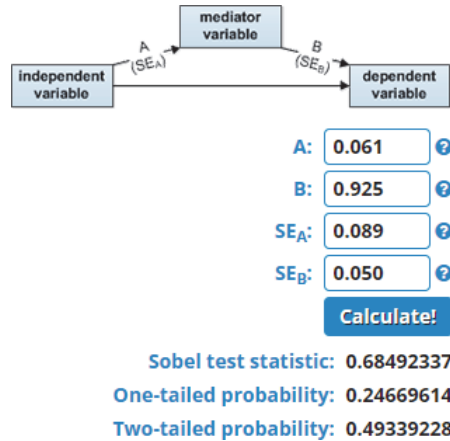 mediator
variable
A
(SEA)
B
(SEB)
independent
variable
dependent
variable
A: 0.061 ?
B: 0.925 ?
SEA: 0.089 ?
SEB: 0.050 ?
Calculate!
Sobel test statistic: 0.68492337
One-tailed probability: 0.24669614
Two-tailed probability: 0.49339228